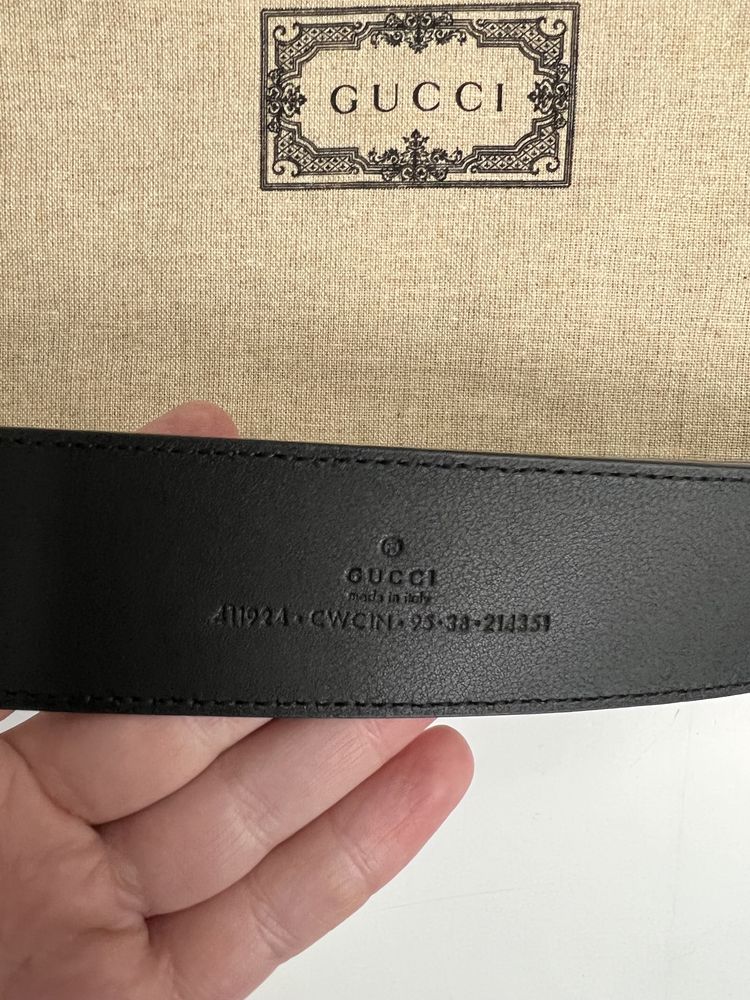 GUCCI
GUCCI
made in italy
411924 · CWC1N · 95·38·214351